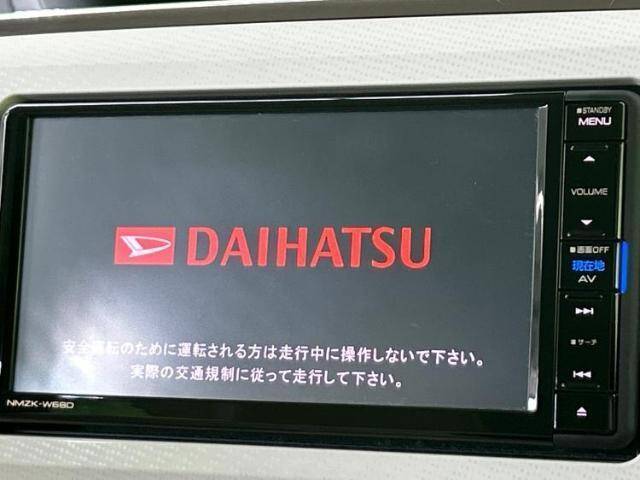 DAIHATSU
安全運転のために運転される方は走行中に操作しないで下さい。
実際の交通規制に従って走行して下さい。
NMZK-W68D
■STANDBY
MENU
▲
VOLUME
▼
■画面OFF
現在地
AV
▶▶|
■サーチ
|◀◀
⏏